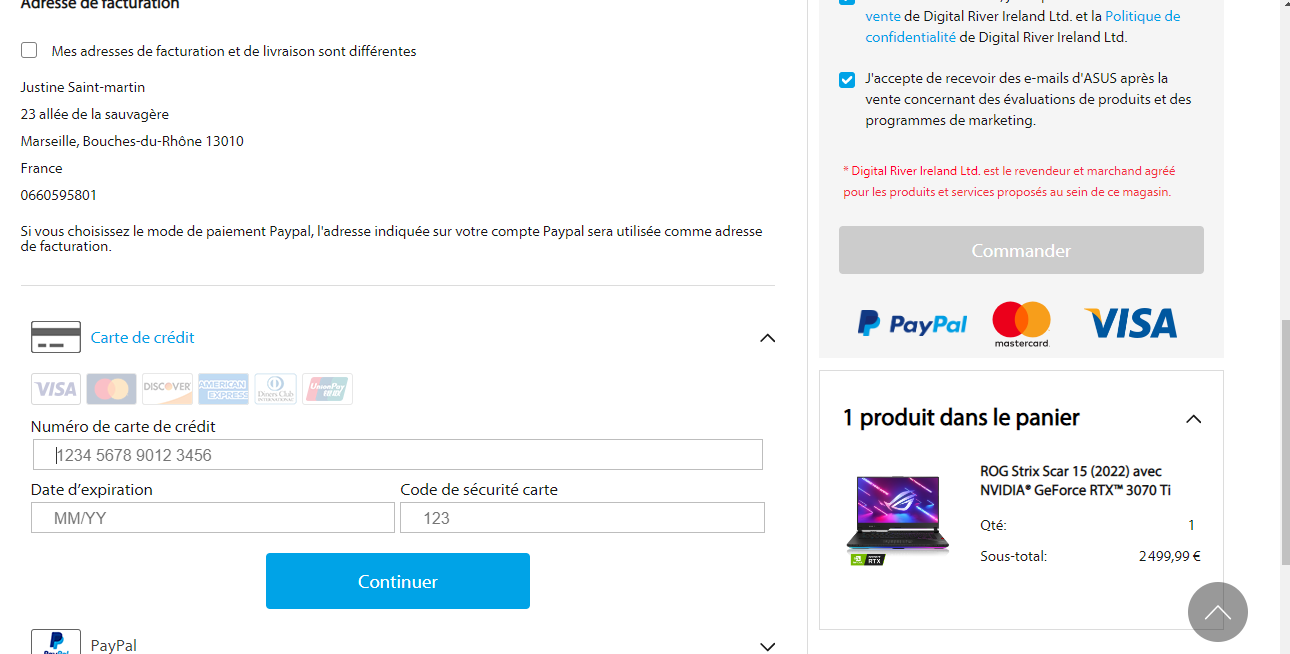 Adresse de facturation
Mes adresses de facturation et de livraison sont différentes
Justine Saint-martin
23 allée de la sauvagère
Marseille, Bouches-du-Rhône 13010
France
0660595801
Si vous choisissez le mode de paiement Paypal, l'adresse indiquée sur votre compte Paypal sera utilisée comme adresse
de facturation.
Carte de crédit
VISA
DISCOVER
AMERICAN
EXPRESS
Diners Club
INTERNATIONAL
UnionPay
Numéro de carte de crédit
1234 5678 9012 3456
Date d’expiration
Code de sécurité carte
MM/YY
123
Continuer
PayPal
PayPal
vente de Digital River Ireland Ltd. et la Politique de
confidentialité de Digital River Ireland Ltd.
J'accepte de recevoir des e-mails d'ASUS après la
vente concernant des évaluations de produits et des
programmes de marketing.
* Digital River Ireland Ltd. est le revendeur et marchand agréé
pour les produits et services proposés au sein de ce magasin.
Commander
PayPal
mastercard.
VISA
1 produit dans le panier
ROG Strix Scar 15 (2022) avec
NVIDIA® GeForce RTX™ 3070 Ti
Qté:
1
Sous-total:
2 499,99 €
RTX